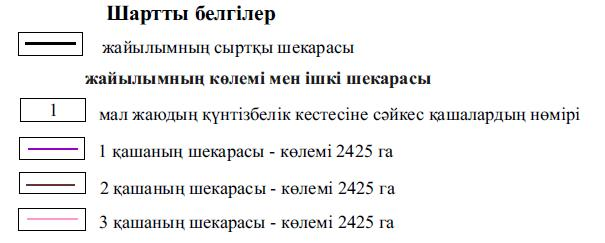 Шартты белгілер
жайылымның сыртқы шекарасы
жайылымның көлемі мен ішкі шекарасы
1 мал жаюдың күнтізбелік кестесіне сәйкес қашалардың нөмірі
1 қашаның шекарасы - көлемі 2425 га
2 қашаның шекарасы - көлемі 2425 га
3 қашаның шекарасы - көлемі 2425 га